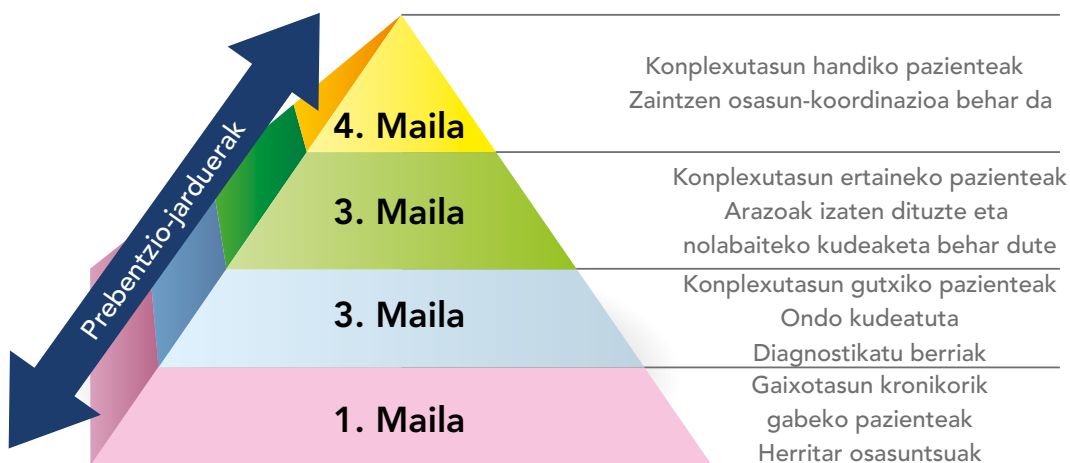 Prebentzio-jarduerak
4. Maila
Konplexutasun handiko pazienteak
Zaintzen osasun-koordinazioa behar da
3. Maila
Konplexutasun ertaineko pazienteak
Arazoak izaten dituzte eta
nolabaiteko kudeaketa behar dute
3. Maila
Konplexutasun gutxiko pazienteak
Ondo kudeatuta
Diagnostikatu berriak
1. Maila
Gaixotasun kronikorik
gabeko pazienteak
Herritar osasuntsuak